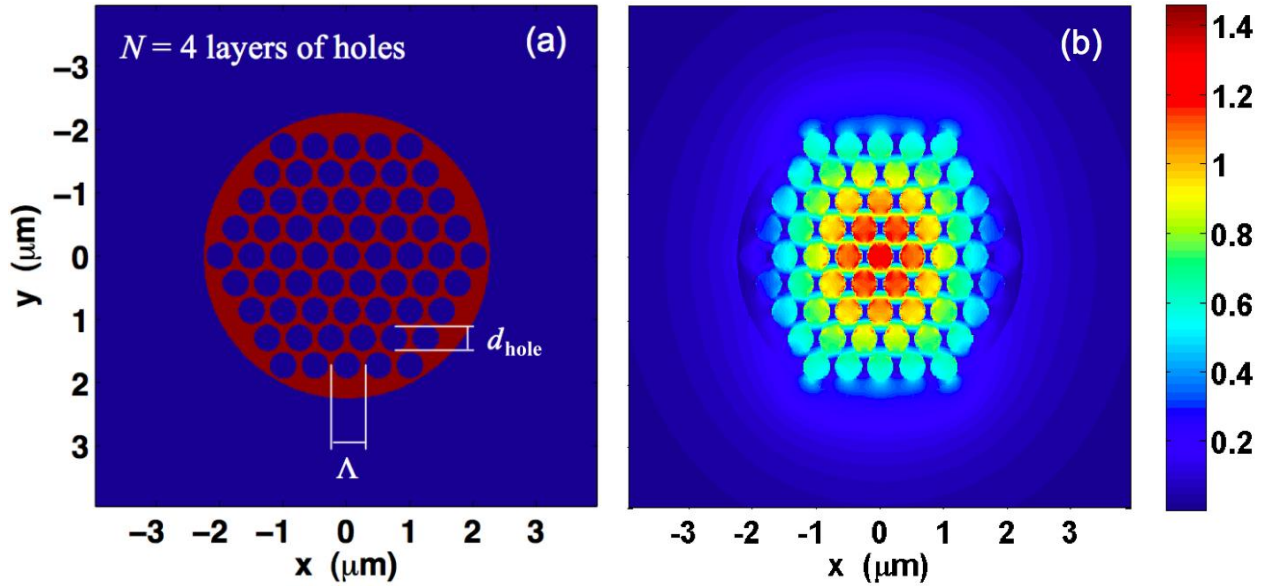 N = 4 layers of holes
(a)
−3
−2
−1
0
1
2
3
y (μm)
d_hole
Λ
−3 −2 −1 0 1 2 3
x (μm)
(b)
-3 -2 -1 0 1 2 3
x (μm)
1.4
1.2
1
0.8
0.6
0.4
0.2